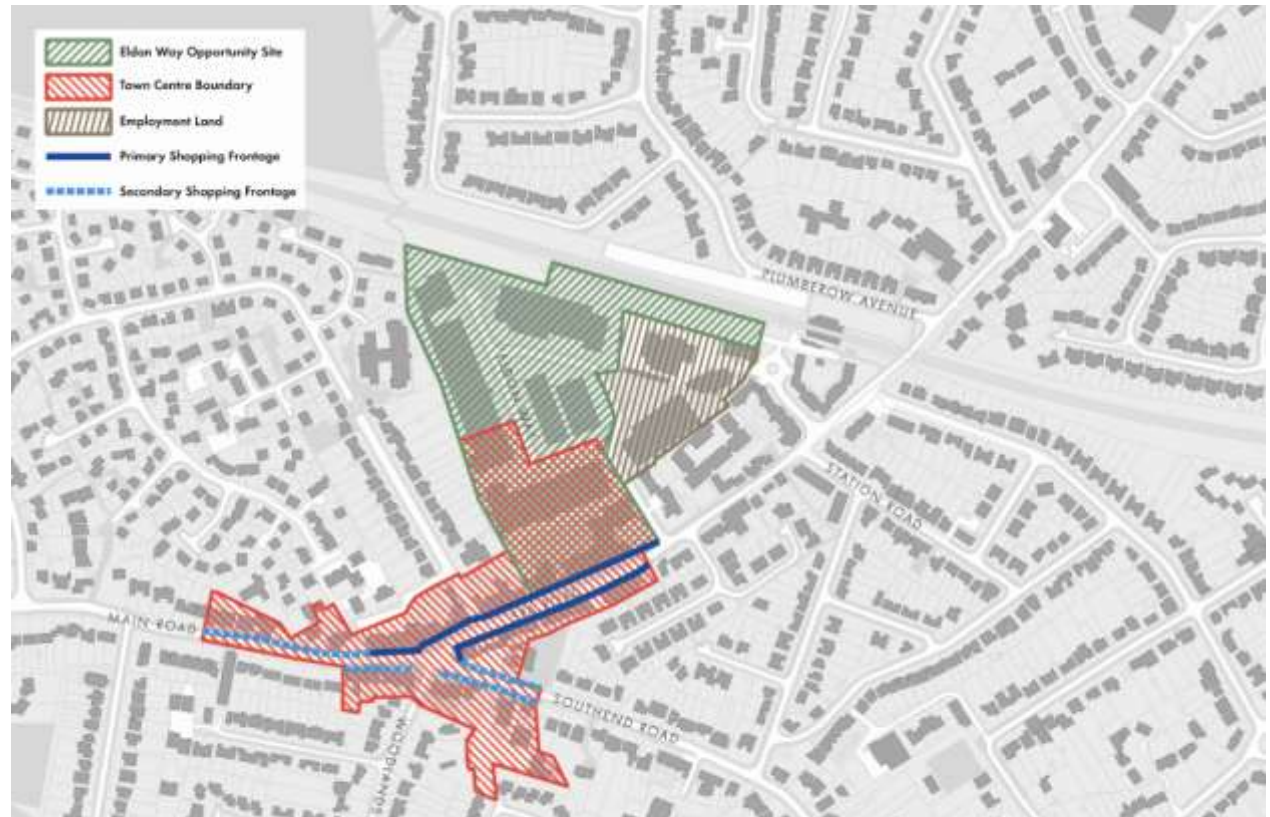 Eldon Way Opportunity Site
Town Centre Boundary
Employment Land
Primary Shopping Frontage
Secondary Shopping Frontage
PLUMBEROW AVENUE
STATION ROAD
MAIN ROAD
SOUTHEND ROAD
WOODLANDS